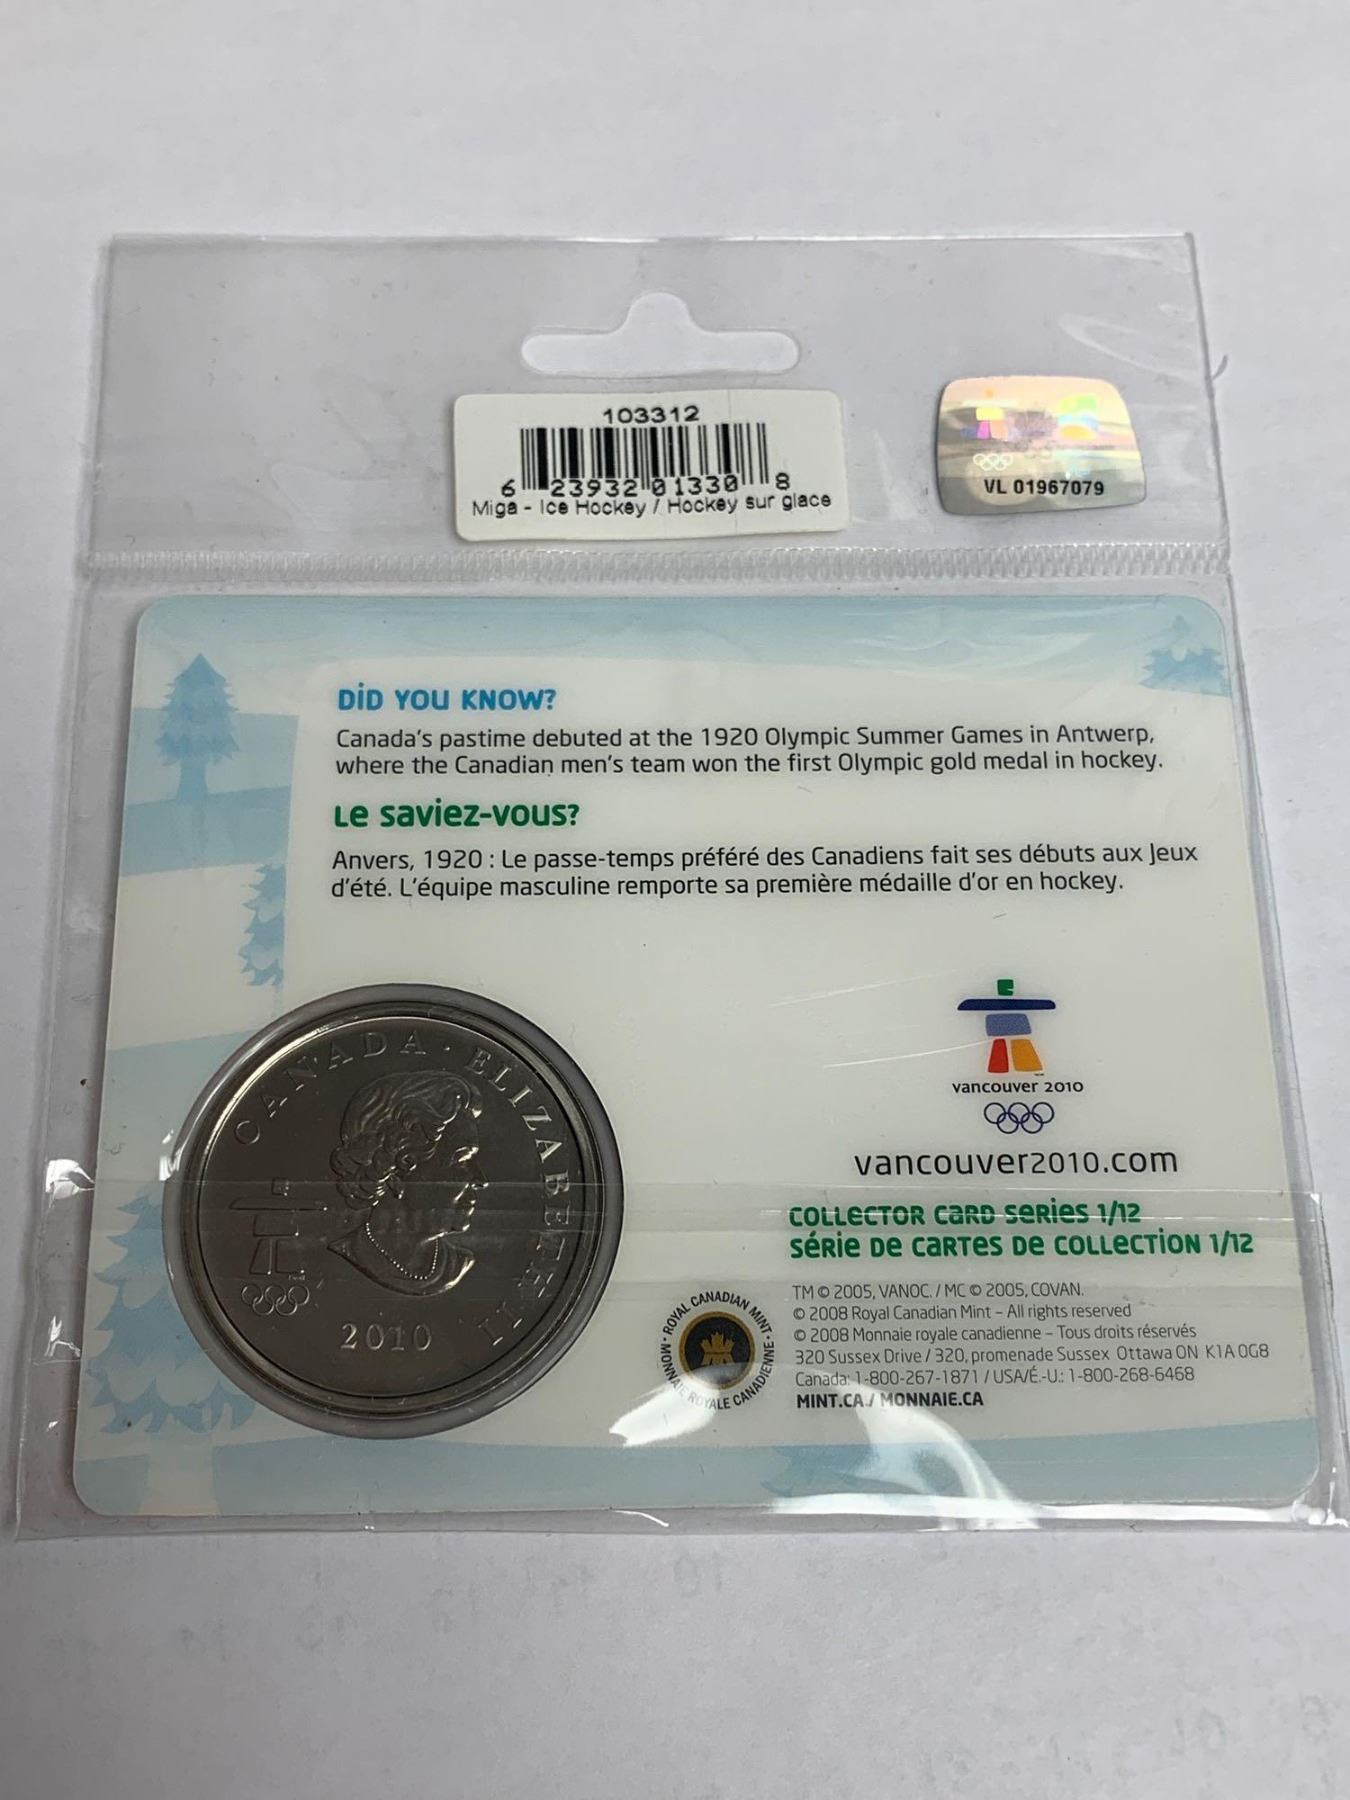 103312
6 23932 01330 8
Miga - Ice Hockey / Hockey sur glace
VL 01967079
DiD YOU KNOW?
Canada's pastime debuted at the 1920 Olympic Summer Games in Antwerp,
where the Canadian men's team won the first Olympic gold medal in hockey.
Le saviez-vous?
Anvers, 1920 : Le passe-temps préféré des Canadiens fait ses débuts aux Jeux
d'été. L'équipe masculine remporte sa première médaille d'or en hockey.
vancouver 2010
vancouver2010.com
COLLECTOR CARD SERIES 1/12
SÉRIE DE CARTES DE COLLECTION 1/12
TM © 2005, VANOC. / MC © 2005, COVAN.
© 2008 Royal Canadian Mint – All rights reserved
© 2008 Monnaie royale canadienne – Tous droits réservés
320 Sussex Drive / 320, promenade Sussex Ottawa ON K1A 0G8
Canada: 1-800-267-1871 / USA/É.-U.: 1-800-268-6468
MINT.CA / MONNAIE.CA
ROYAL CANADIAN MINT · MONNAIE ROYALE CANADIENNE ·
CANADA · ELIZABETH II
2010